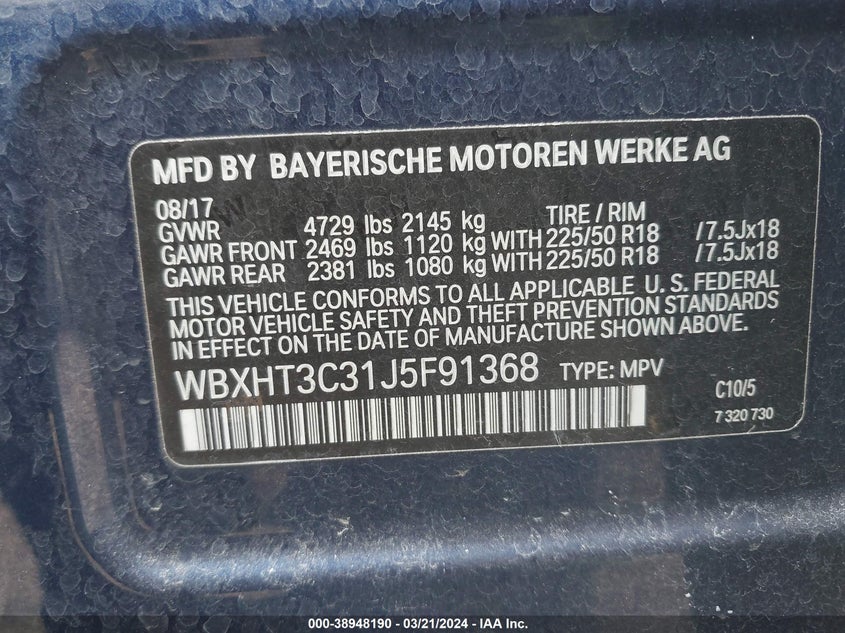 MFD BY BAYERISCHE MOTOREN WERKE AG
08/17 TIRE / RIM
GVWR 4729 lbs 2145 kg
GAWR FRONT 2469 lbs 1120 kg WITH 225/50 R18 /7.5Jx18
GAWR REAR 2381 lbs 1080 kg WITH 225/50 R18 /7.5Jx18
THIS VEHICLE CONFORMS TO ALL APPLICABLE U. S. FEDERAL
MOTOR VEHICLE SAFETY AND THEFT PREVENTION STANDARDS
IN EFFECT ON THE DATE OF MANUFACTURE SHOWN ABOVE.
WBXHT3C31J5F91368 TYPE: MPV
C10/5
7 320 730
000-38948190 - 03/21/2024 - IAA Inc.